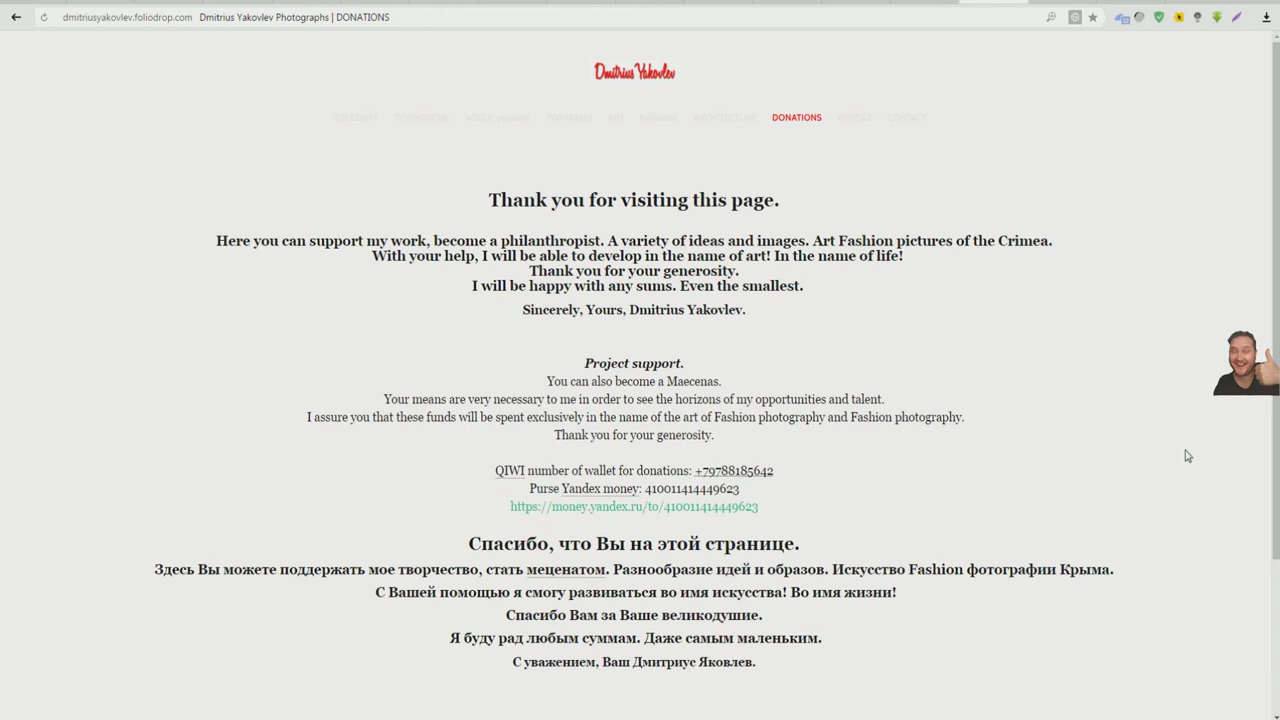 dmitriusyakovlev.foliodrop.com Dmitrius Yakovlev Photographs | DONATIONS
Dmitrius Yakovlev
CELEBRITY COMMERCIAL VOGUE portfolio PORTRAITS ART ARCHITECTURE DONATIONS PROFILE CONTACT
Thank you for visiting this page.
Here you can support my work, become a philanthropist. A variety of ideas and images. Art Fashion pictures of the Crimea.
With your help, I will be able to develop in the name of art! In the name of life!
Thank you for your generosity.
I will be happy with any sums. Even the smallest.
Sincerely, Yours, Dmitrius Yakovlev.
Project support.
You can also become a Maecenas.
Your means are very necessary to me in order to see the horizons of my opportunities and talent.
I assure you that these funds will be spent exclusively in the name of the art of Fashion photography and Fashion photography.
Thank you for your generosity.
QIWI number of wallet for donations: +79788185642
Purse Yandex money: 410011414449623
https://money.yandex.ru/to/410011414449623
Спасибо, что Вы на этой странице.
Здесь Вы можете поддержать мое творчество, стать меценатом. Разнообразие идей и образов. Искусство Fashion фотографии Крыма.
С Вашей помощью я смогу развиваться во имя искусства! Во имя жизни!
Спасибо Вам за Ваше великодушие.
Я буду рад любым суммам. Даже самым маленьким.
С уважением, Ваш Дмитриус Яковлев.